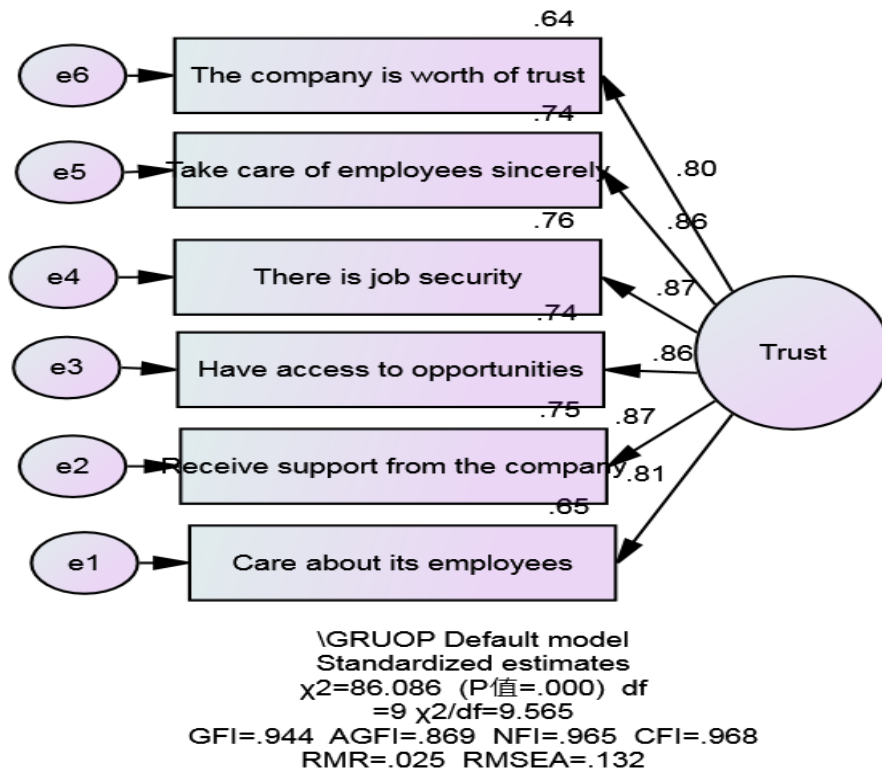 .64
e6
The company is worth of trust
.74
.80
e5
Take care of employees sincerely
.76
.86
e4
There is job security
.87
.74
e3
Have access to opportunities
.86
Trust
.75
.87
e2
Receive support from the company
.81
.65
e1
Care about its employees
\GRUOP Default model
Standardized estimates
χ2=86.086 (P值=.000) df
=9 χ2/df=9.565
GFI=.944 AGFI=.869 NFI=.965 CFI=.968
RMR=.025 RMSEA=.132